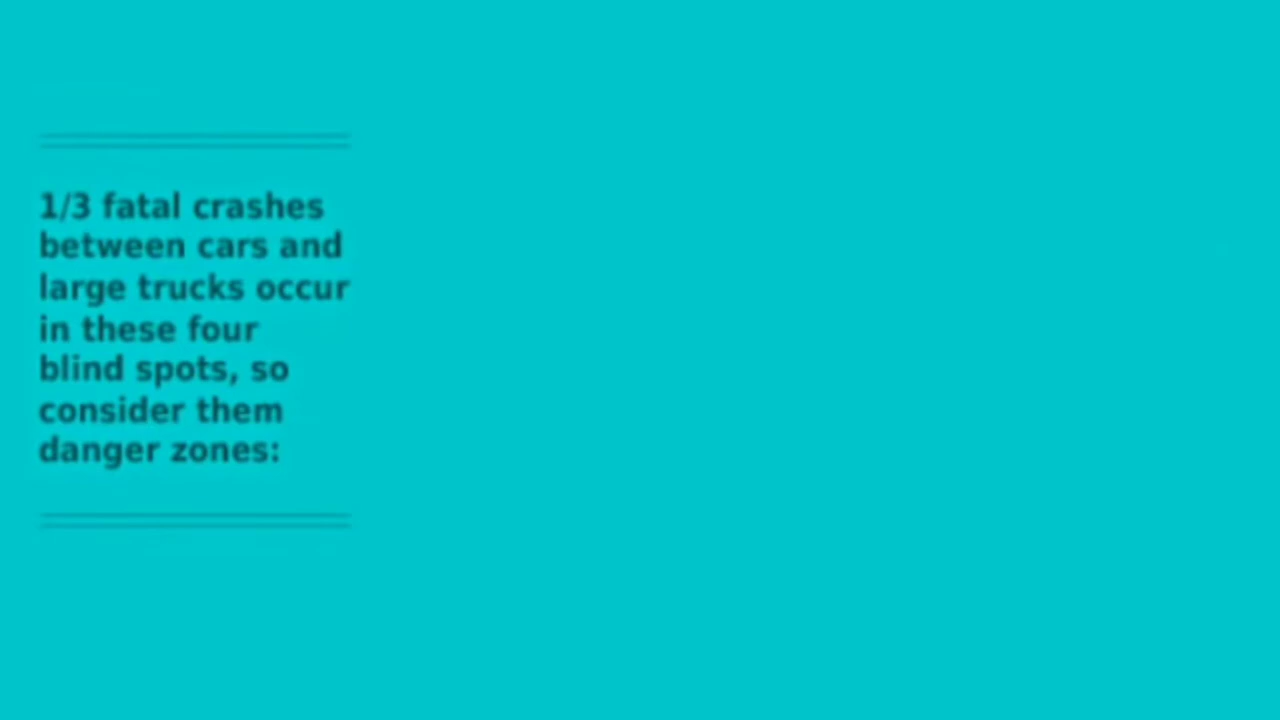 1/3 fatal crashes
between cars and
large trucks occur
in these four
blind spots, so
consider them
danger zones: